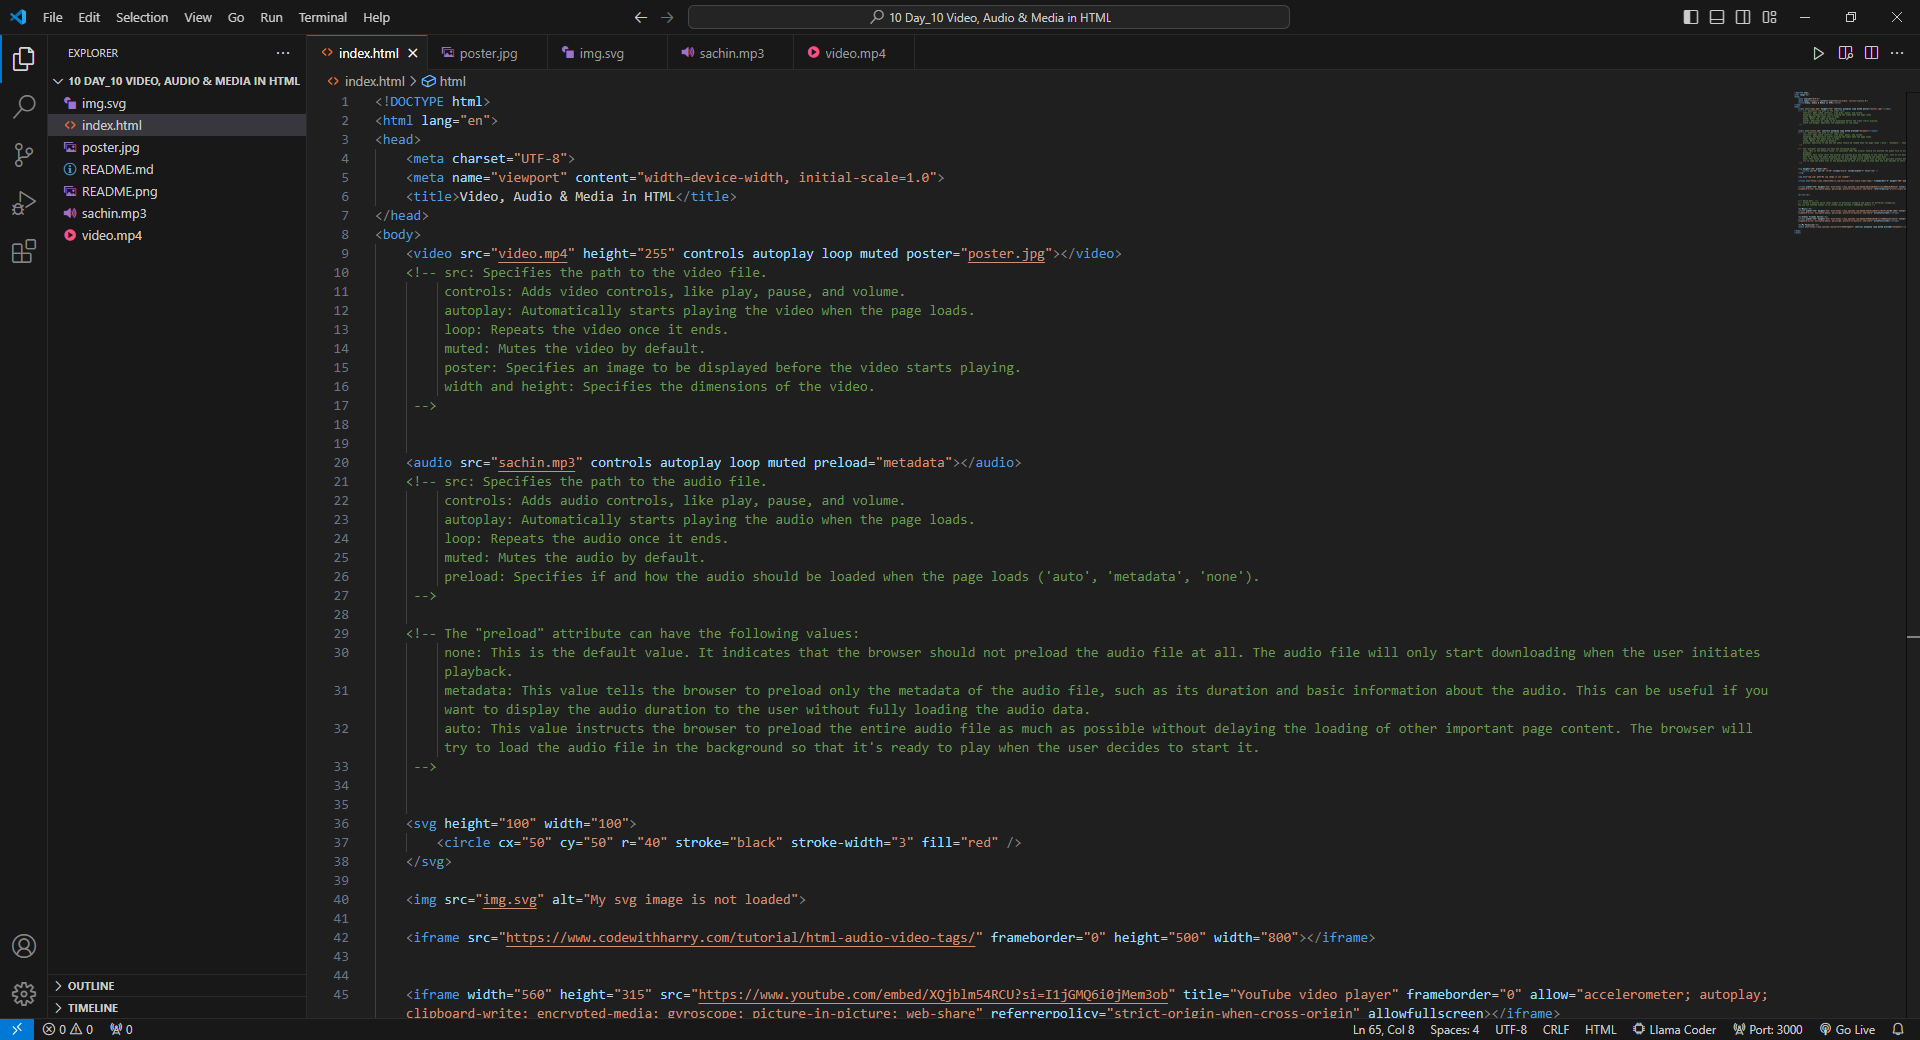 File Edit Selection View Go Run Terminal Help
10 Day_10 Video, Audio & Media in HTML
EXPLORER
10 DAY_10 VIDEO, AUDIO & MEDIA IN HTML
img.svg
index.html
poster.jpg
README.md
README.png
sachin.mp3
video.mp4
OUTLINE
TIMELINE
index.html poster.jpg img.svg sachin.mp3 video.mp4
index.html > html
1 <!DOCTYPE html>
2 <html lang="en">
3 <head>
4 <meta charset="UTF-8">
5 <meta name="viewport" content="width=device-width, initial-scale=1.0">
6 <title>Video, Audio & Media in HTML</title>
7 </head>
8 <body>
9 <video src="video.mp4" height="255" controls autoplay loop muted poster="poster.jpg"></video>
10 <!-- src: Specifies the path to the video file.
11 controls: Adds video controls, like play, pause, and volume.
12 autoplay: Automatically starts playing the video when the page loads.
13 loop: Repeats the video once it ends.
14 muted: Mutes the video by default.
15 poster: Specifies an image to be displayed before the video starts playing.
16 width and height: Specifies the dimensions of the video.
17 -->
18
19
20 <audio src="sachin.mp3" controls autoplay loop muted preload="metadata"></audio>
21 <!-- src: Specifies the path to the audio file.
22 controls: Adds audio controls, like play, pause, and volume.
23 autoplay: Automatically starts playing the audio when the page loads.
24 loop: Repeats the audio once it ends.
25 muted: Mutes the audio by default.
26 preload: Specifies if and how the audio should be loaded when the page loads ('auto', 'metadata', 'none').
27 -->
28
29 <!-- The "preload" attribute can have the following values:
30 none: This is the default value. It indicates that the browser should not preload the audio file at all. The audio file will only start downloading when the user initiates
playback.
31 metadata: This value tells the browser to preload only the metadata of the audio file, such as its duration and basic information about the audio. This can be useful if you
want to display the audio duration to the user without fully loading the audio data.
32 auto: This value instructs the browser to preload the entire audio file as much as possible without delaying the loading of other important page content. The browser will
try to load the audio file in the background so that it's ready to play when the user decides to start it.
33 -->
34
35
36 <svg height="100" width="100">
37 <circle cx="50" cy="50" r="40" stroke="black" stroke-width="3" fill="red" />
38 </svg>
39
40 <img src="img.svg" alt="My svg image is not loaded">
41
42 <iframe src="https://www.codewithharry.com/tutorial/html-audio-video-tags/" frameborder="0" height="500" width="800"></iframe>
43
44
45 <iframe width="560" height="315" src="https://www.youtube.com/embed/XQjblm54RCU?si=I1jGMQ6i0jMem3ob" title="YouTube video player" frameborder="0" allow="accelerometer; autoplay;
clipboard-write; encrypted-media; gyroscope; picture-in-picture; web-share" referrerpolicy="strict-origin-when-cross-origin" allowfullscreen></iframe>
0 0 0
Ln 65, Col 8 Spaces: 4 UTF-8 CRLF HTML Llama Coder Port: 3000 Go Live